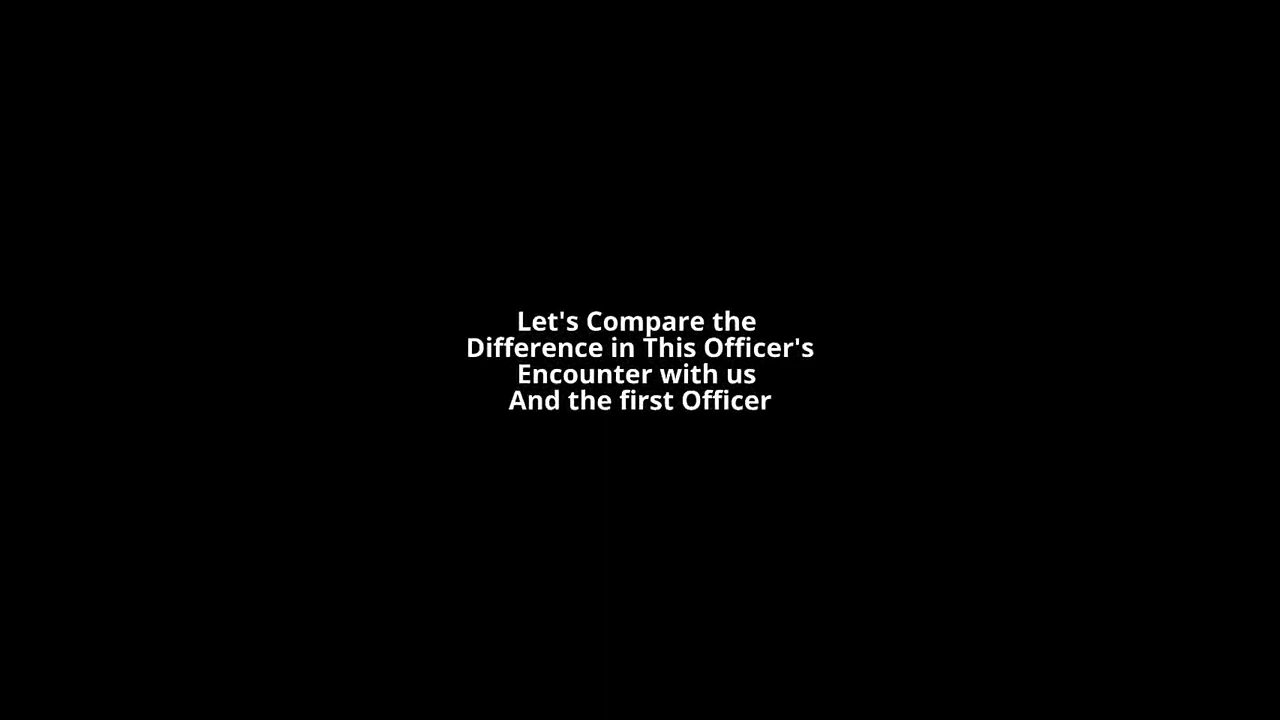 Let's Compare the
Difference in This Officer's
Encounter with us
And the first Officer